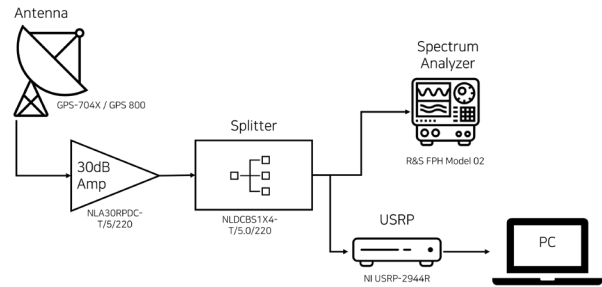 Antenna
GPS-704X / GPS 800
30dB
Amp
NLA30RPDC-
T/5/220
Splitter
NLDCBS1X4-
T/5.0/220
Spectrum
Analyzer
R&S FPH Model 02
USRP
NI USRP-2944R
PC